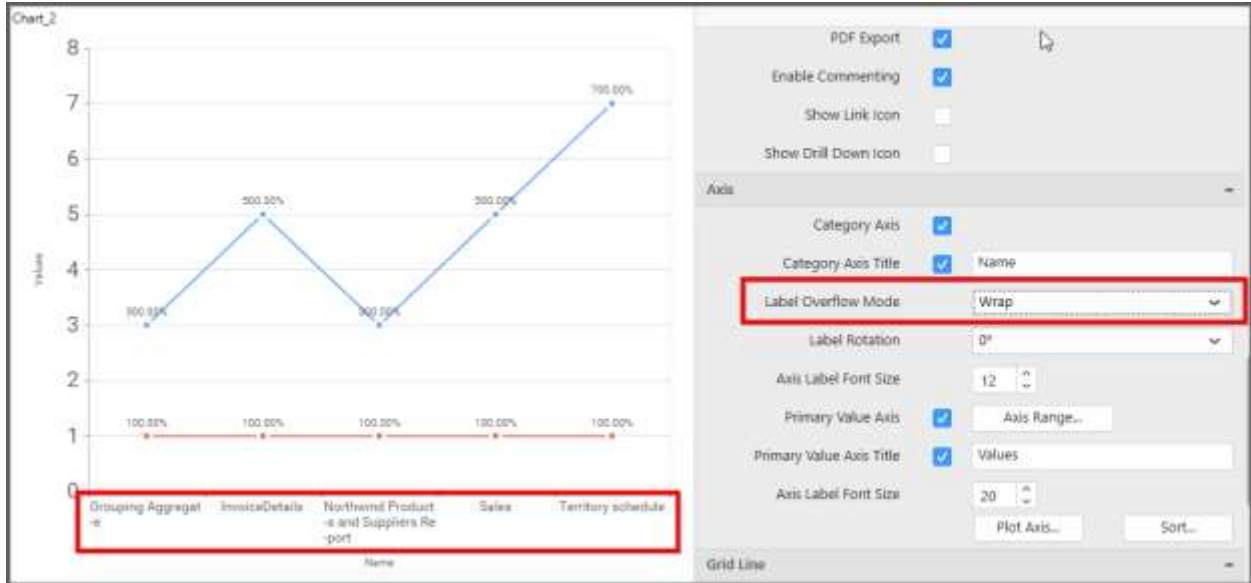 Chart_2
8
7
6
5
4
3
2
1
0
Values
700.00%
500.00%
500.00%
300.00%
300.00%
100.00%
100.00%
100.00%
100.00%
100.00%
Grouping Aggregat
-e
InvoiceDetails
Northwind Product
-s and Suppliers Re
-port
Sales
Territory schedule
Name
PDF Export
Enable Commenting
Show Link Icon
Show Drill Down Icon
Axis
Category Axis
Category Axis Title
Name
Label Overflow Mode
Wrap
Label Rotation
0°
Axis Label Font Size
12
Primary Value Axis
Axis Range...
Primary Value Axis Title
Values
Axis Label Font Size
20
Plot Axis...
Sort...
Grid Line